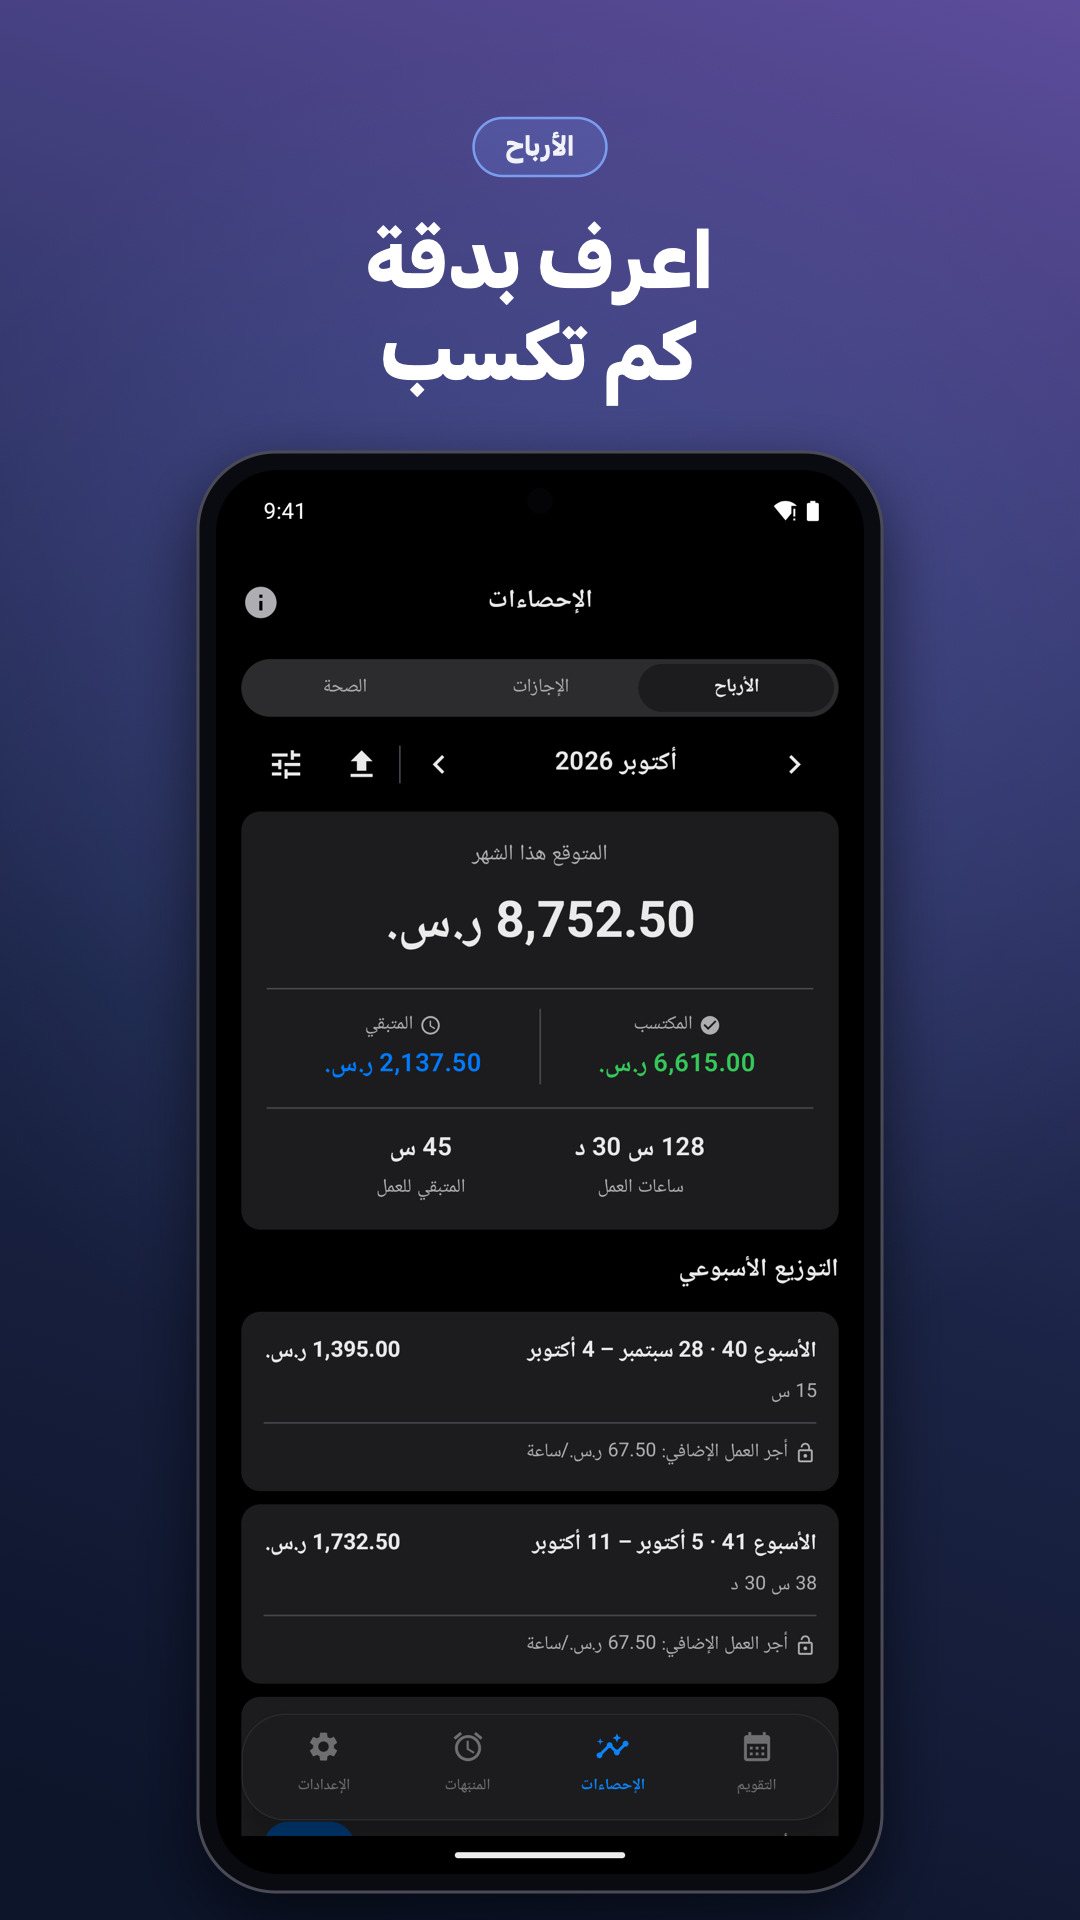 الأرباح
اعرف بدقة
كم تكسب
9:41
الإحصاءات
الأرباح
الإجازات
الصحة
أكتوبر 2026
المتوقع هذا الشهر
8,752.50 ر.س.
المكتسب
المتبقي
6,615.00 ر.س.
2,137.50 ر.س.
128 س 30 د
45 س
ساعات العمل
المتبقي للعمل
التوزيع الأسبوعي
الأسبوع 40 · 28 سبتمبر – 4 أكتوبر
1,395.00 ر.س.
15 س
أجر العمل الإضافي: 67.50 ر.س./ساعة
الأسبوع 41 · 5 أكتوبر – 11 أكتوبر
1,732.50 ر.س.
38 س 30 د
أجر العمل الإضافي: 67.50 ر.س./ساعة
التقويم
الإحصاءات
المنبّهات
الإعدادات